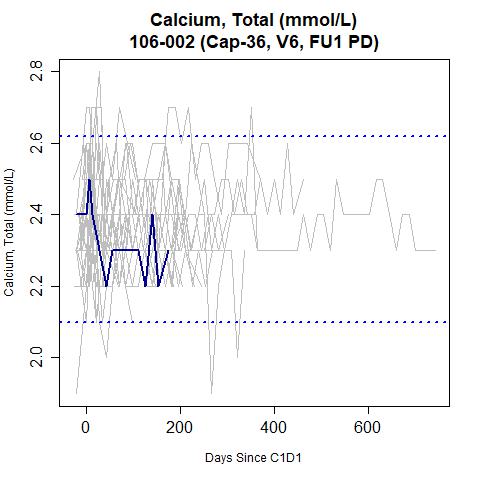 Calcium, Total (mmol/L)
106-002 (Cap-36, V6, FU1 PD)
Calcium, Total (mmol/L)
2.8
2.6
2.4
2.2
2.0
0
200
400
600
Days Since C1D1